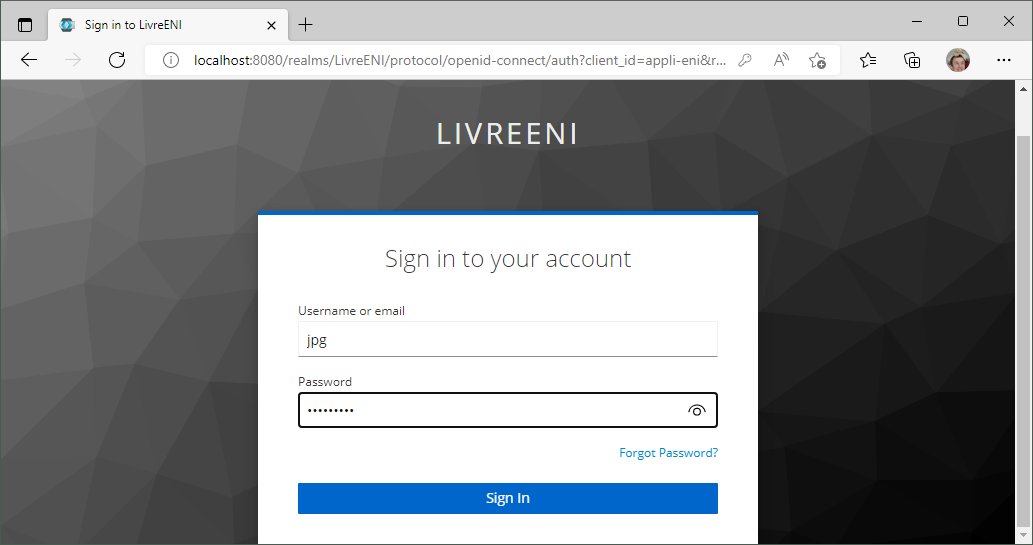 Sign in to LivreENI
localhost:8080/realms/LivreENI/protocol/openid-connect/auth?client_id=appli-eni&r...
LIVREENI
Sign in to your account
Username or email
jpg
Password
•••••••••
Forgot Password?
Sign In